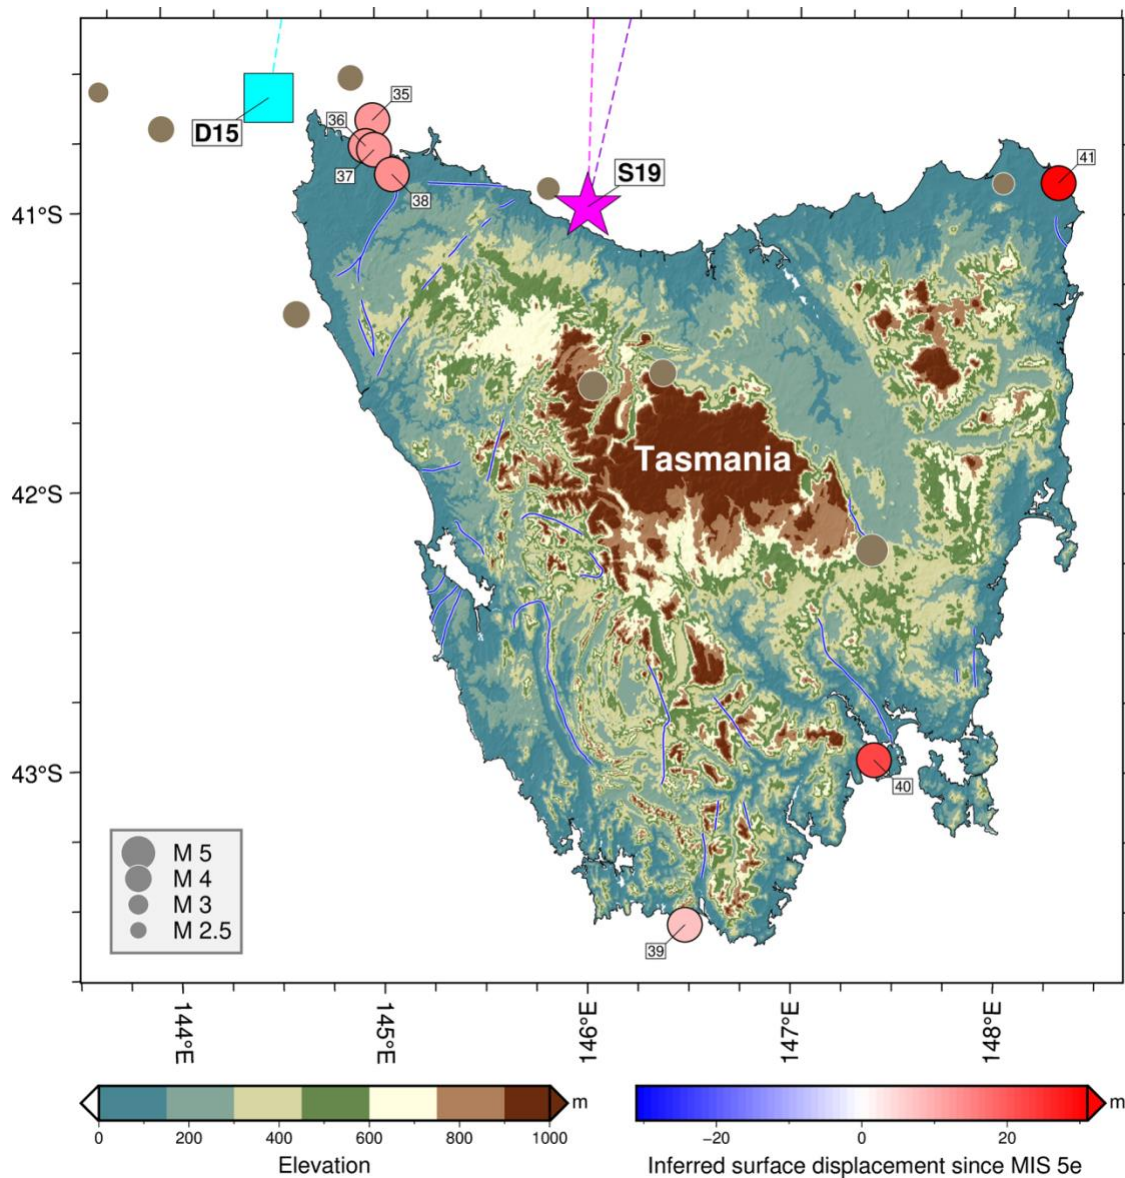 35
36
D15
37
38
S19
41
41°S
Tasmania
42°S
43°S
40
M 5
M 4
M 3
M 2.5
39
144°E
145°E
146°E
147°E
148°E
m
m
0
200
400
600
800
1000
−20
0
20
Elevation
Inferred surface displacement since MIS 5e